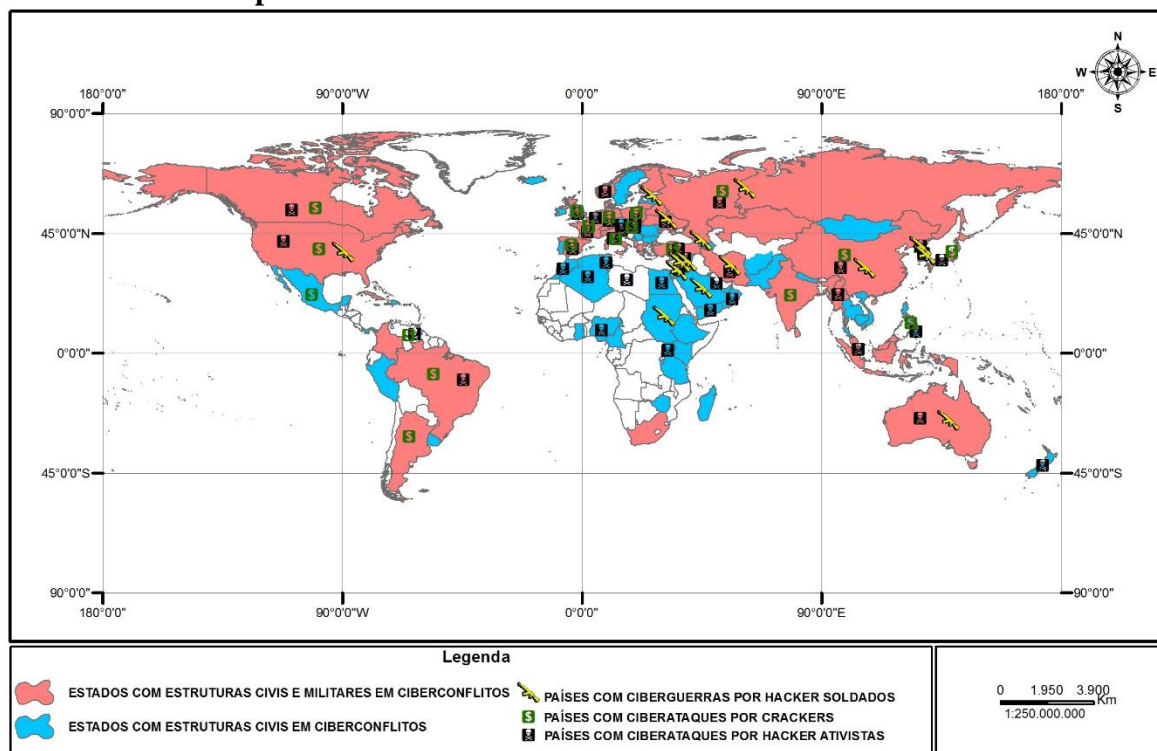 N
W E
S
180°0'0" 90°0'0"W 0°0'0" 90°0'0"E 180°0'0"
90°0'0" 90°0'0"
45°0'0"N 45°0'0"N
0°0'0" 0°0'0"
45°0'0"S 45°0'0"S
90°0'0" 90°0'0"
180°0'0" 90°0'0"W 0°0'0" 90°0'0"E 180°0'0"
Legenda
ESTADOS COM ESTRUTURAS CIVIS E MILITARES EM CIBERCONFLITOS
ESTADOS COM ESTRUTURAS CIVIS EM CIBERCONFLITOS
PAÍSES COM CIBERGUERRAS POR HACKER SOLDADOS
PAÍSES COM CIBERATAQUES POR CRACKERS
PAÍSES COM CIBERATAQUES POR HACKER ATIVISTAS
0 1.950 3.900
Km
1:250.000.000